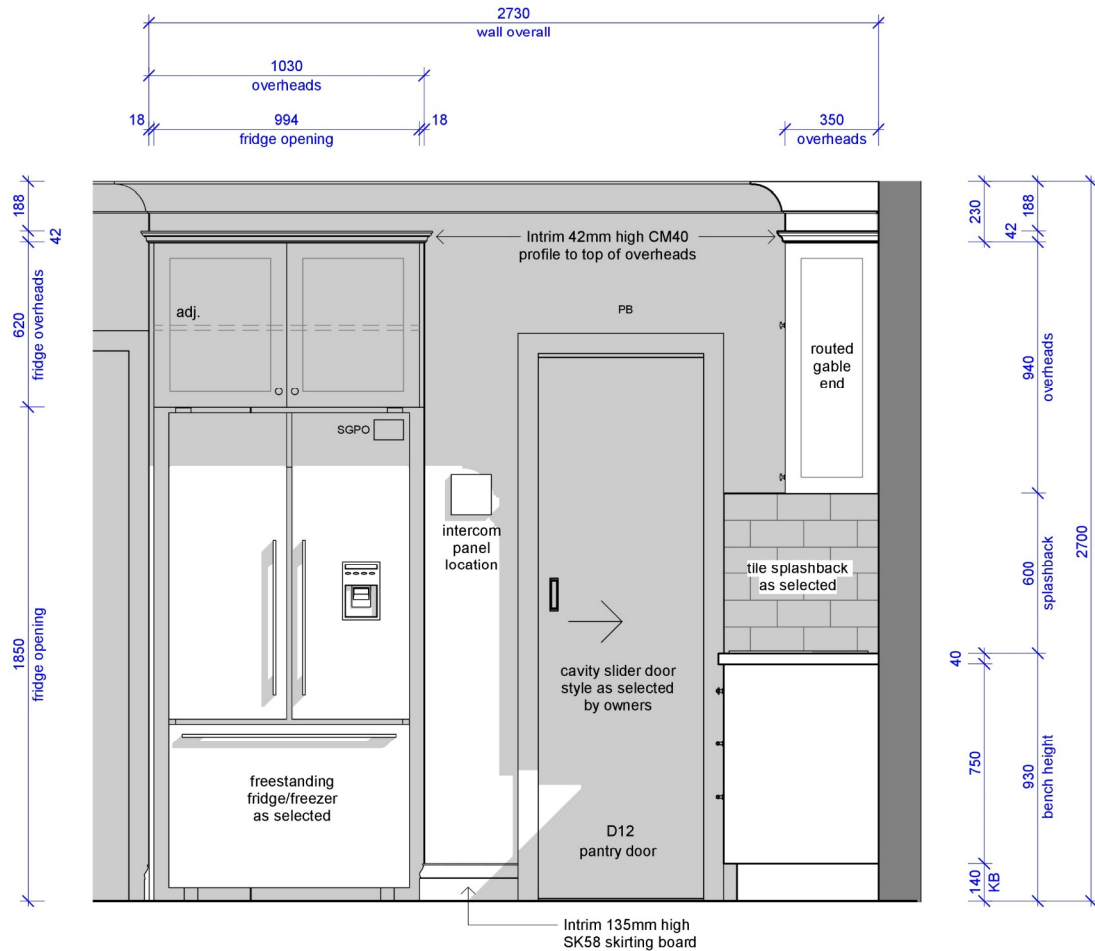 2730
wall overall
1030
overheads
18
994
18
fridge opening
350
overheads
188
42
620
fridge overheads
1850
fridge opening
Intrim 42mm high CM40
profile to top of overheads
adj.
PB
routed
gable
end
SGPO
intercom
panel
location
tile splashback
as selected
cavity slider door
style as selected
by owners
freestanding
fridge/freezer
as selected
D12
pantry door
Intrim 135mm high
SK58 skirting board
230
188
42
940
overheads
600
splashback
2700
40
750
930
bench height
140
KB